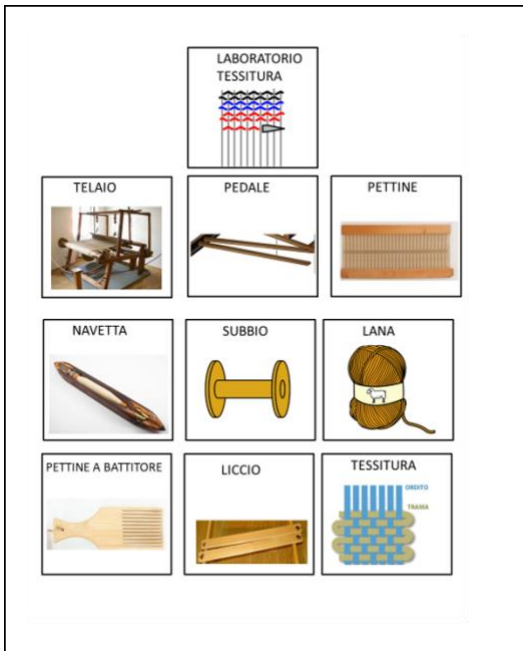 LABORATORIO
TESSITURA
TELAIO
PEDALE
PETTINE
NAVETTA
SUBBIO
LANA
PETTINE A BATTITORE
LICCIO
TESSITURA
ORDITO
TRAMA